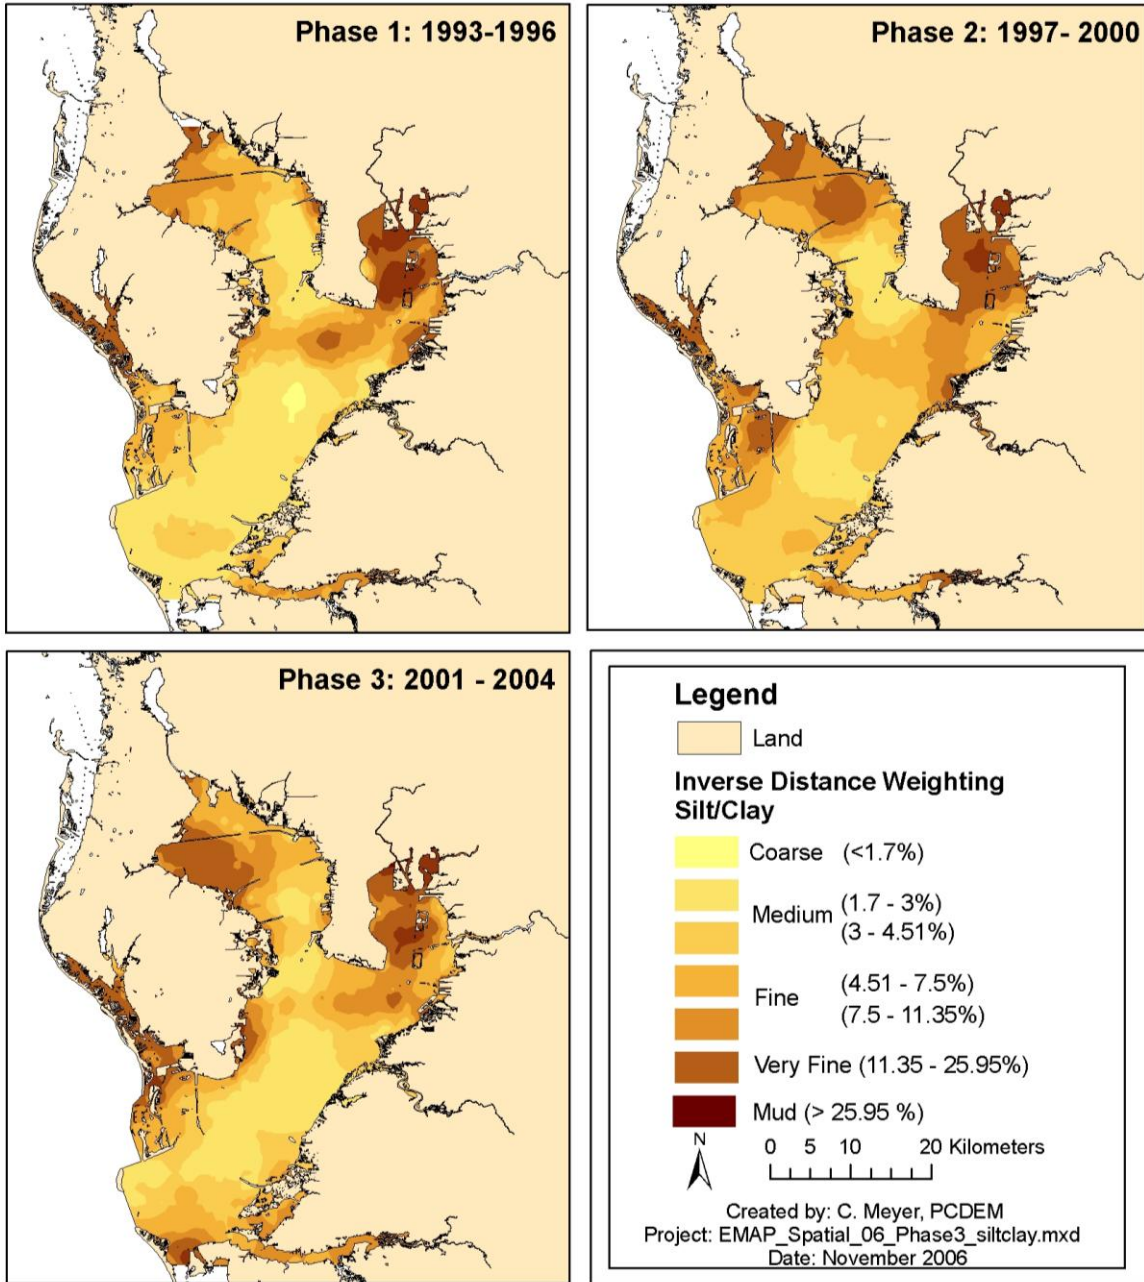 Phase 1: 1993-1996
Phase 2: 1997- 2000
Phase 3: 2001 - 2004
Legend
Land
Inverse Distance Weighting
Silt/Clay
Coarse (<1.7%)
Medium (1.7 - 3%)
(3 - 4.51%)
Fine (4.51 - 7.5%)
(7.5 - 11.35%)
Very Fine (11.35 - 25.95%)
Mud (> 25.95 %)
N
0 5 10 20 Kilometers
Created by: C. Meyer, PCDEM
Project: EMAP_Spatial_06_Phase3_siltclay.mxd
Date: November 2006